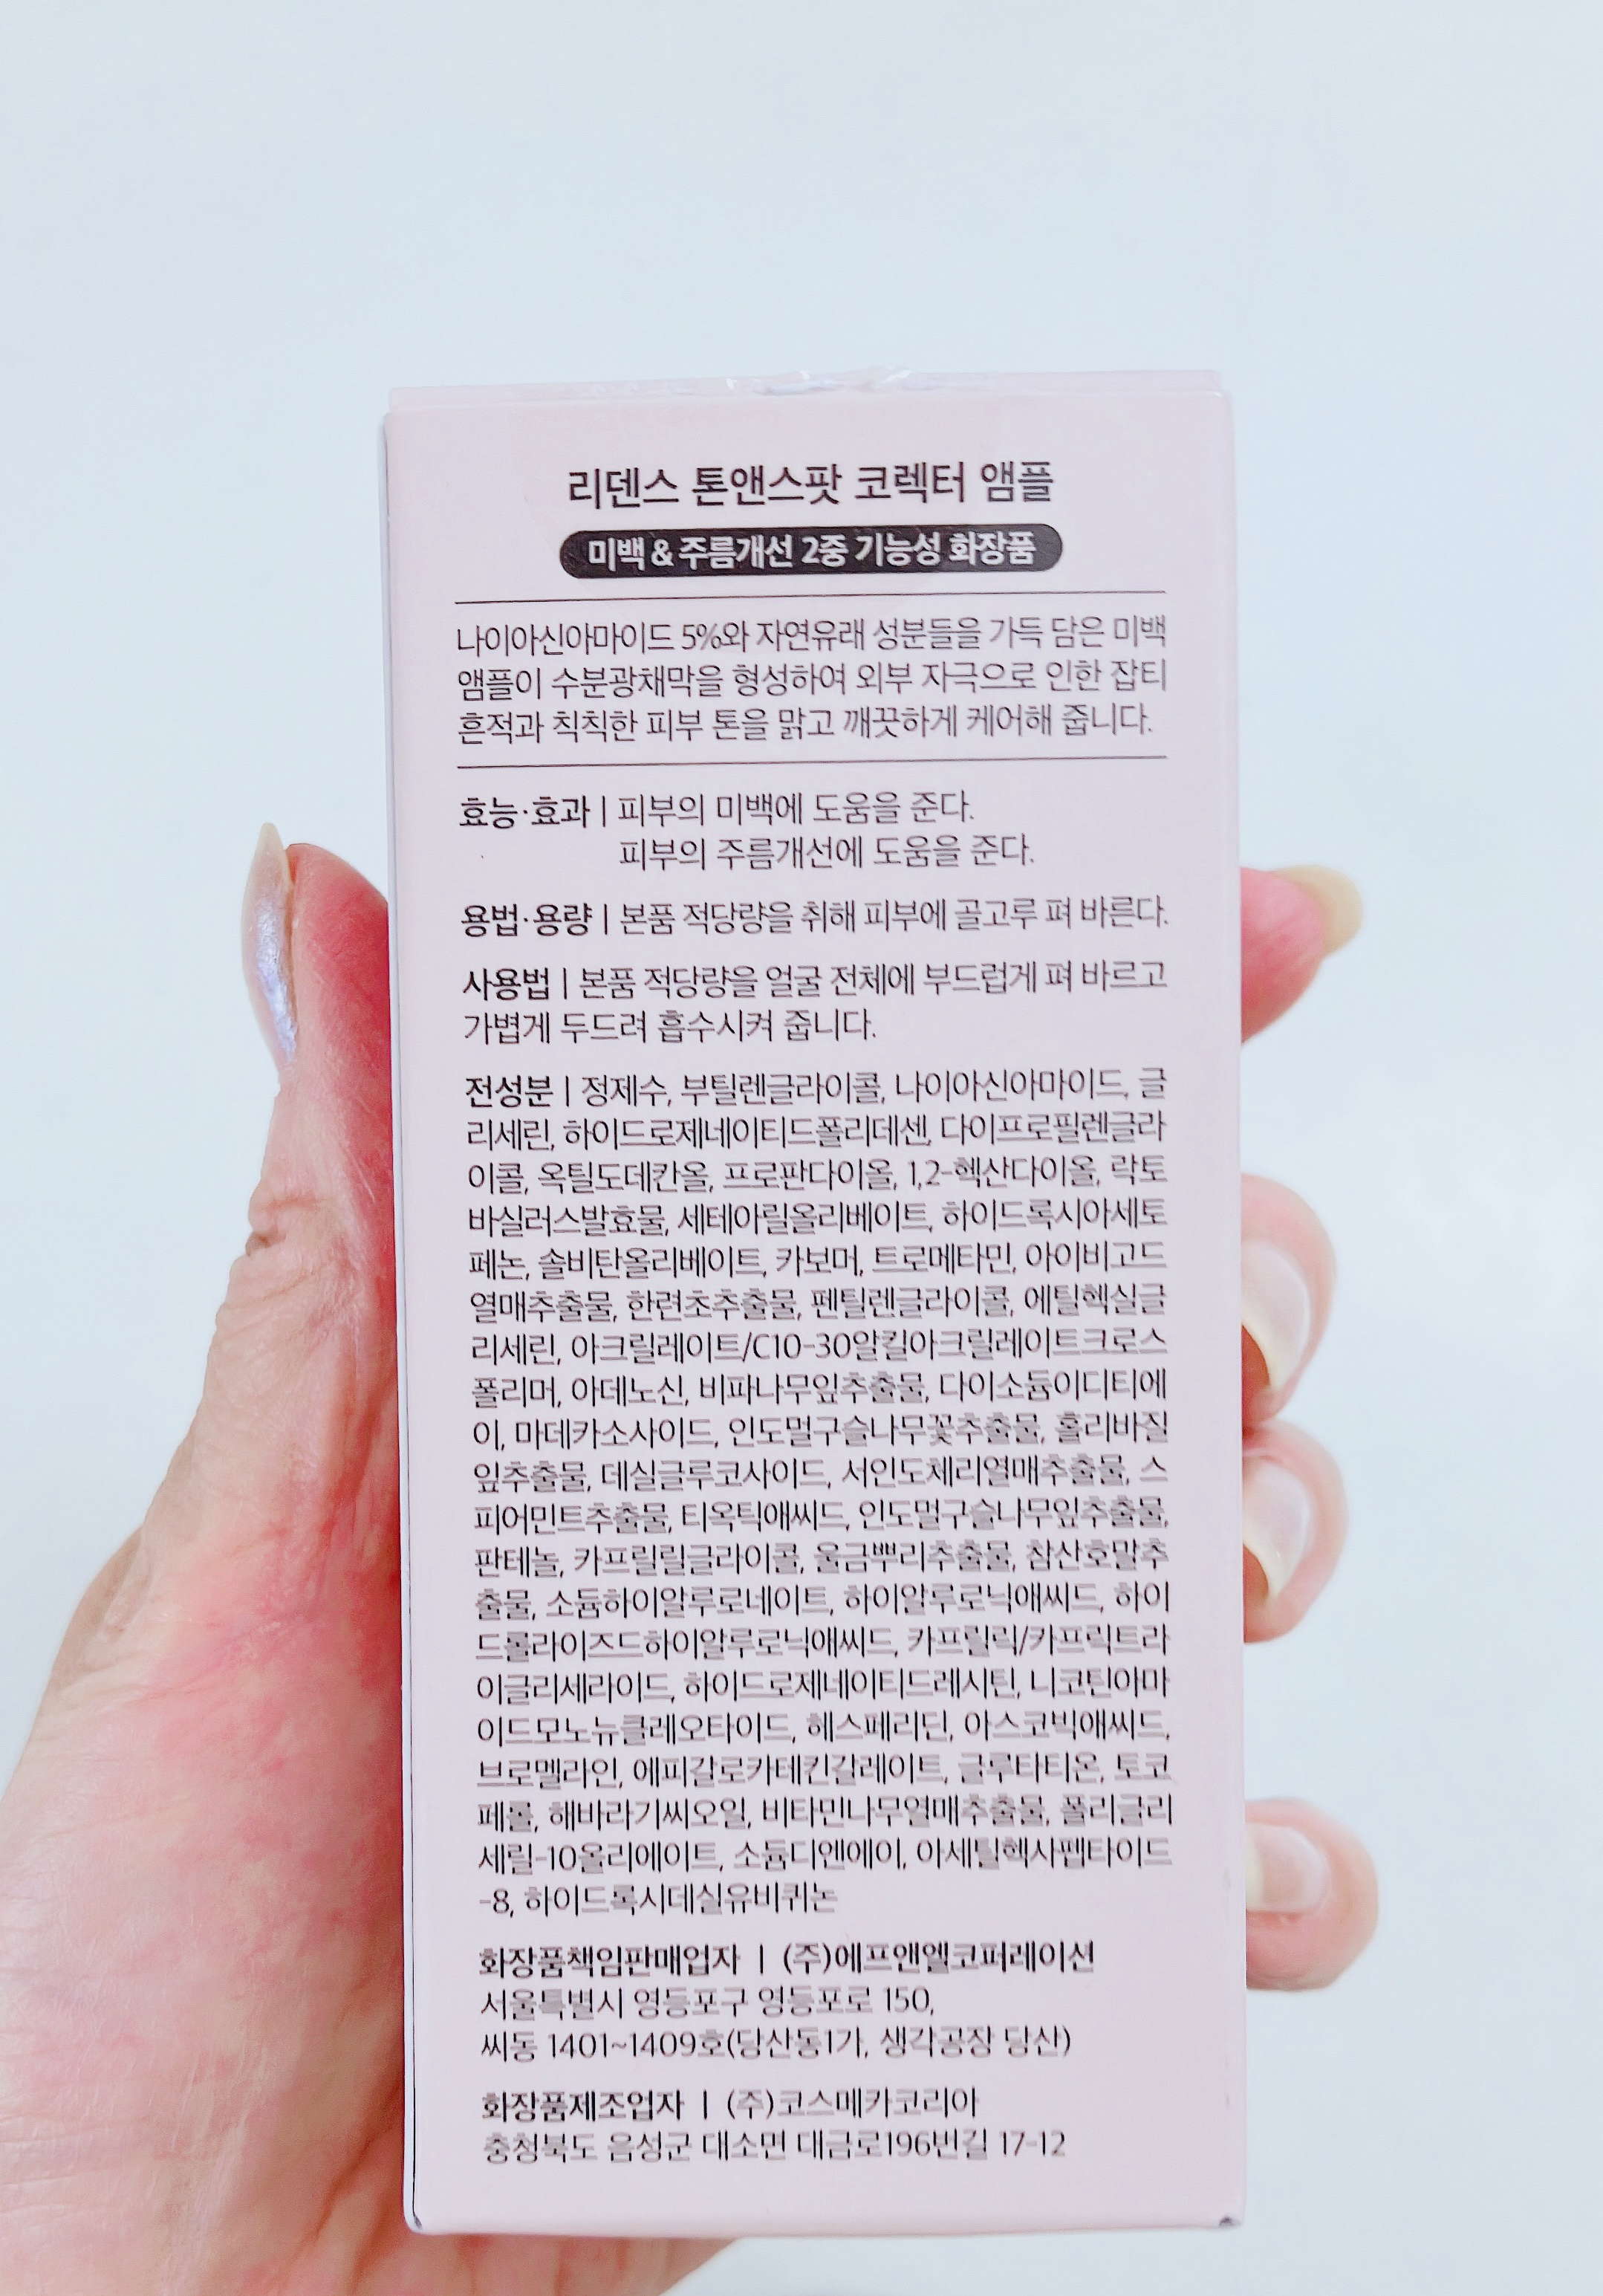 리덴스 톤앤스팟 코렉터 앰플
미백 & 주름개선 2중 기능성 화장품
나이아신아마이드 5%와 자연유래 성분들을 가득 담은 미백
앰플이 수분광채막을 형성하여 외부 자극으로 인한 잡티
흔적과 칙칙한 피부 톤을 맑고 깨끗하게 케어해 줍니다.
효능·효과 | 피부의 미백에 도움을 준다.
피부의 주름개선에 도움을 준다.
용법·용량 | 본품 적당량을 취해 피부에 골고루 펴 바른다.
사용법 | 본품 적당량을 얼굴 전체에 부드럽게 펴 바르고
가볍게 두드려 흡수시켜 줍니다.
전성분 | 정제수, 부틸렌글라이콜, 나이아신아마이드, 글
리세린, 하이드로제네이티드폴리데센, 다이프로필렌글라
이콜, 옥틸도데칸올, 프로판다이올, 1,2-헥산다이올, 락토
바실러스발효물, 세테아릴올리베이트, 하이드록시아세토
페논, 솔비탄올리베이트, 카보머, 트로메타민, 아이비고드
열매추출물, 한련초추출물, 펜틸렌글라이콜, 에틸헥실글
리세린, 아크릴레이트/C10-30알킬아크릴레이트크로스
폴리머, 아데노신, 비파나무잎추출물, 다이소듐이디티에
이, 마데카소사이드, 인도멀구슬나무꽃추출물, 홀리바질
잎추출물, 데실글루코사이드, 서인도체리열매추출물, 스
피어민트추출물, 티옥틱애씨드, 인도멀구슬나무잎추출물,
판테놀, 카프릴릴글라이콜, 울금뿌리추출물, 참산호말추
출물, 소듐하이알루로네이트, 하이알루로닉애씨드, 하이
드롤라이즈드하이알루로닉애씨드, 카프릴릭/카프릭트라
이글리세라이드, 하이드로제네이티드레시틴, 니코틴아마
이드모노뉴클레오타이드, 헤스페리딘, 아스코빅애씨드,
브로멜라인, 에피갈로카테킨갈레이트, 글루타티온, 토코
페롤, 해바라기씨오일, 비타민나무열매추출물, 폴리글리
세릴-10올리에이트, 소듐디엔에이, 아세틸헥사펩타이드
-8, 하이드록시데실유비퀴논
화장품책임판매업자 | (주)에프앤엘코퍼레이션
서울특별시 영등포구 영등포로 150,
씨동 1401~1409호(당산동1가, 생각공장 당산)
화장품제조업자 | (주)코스메카코리아
충청북도 음성군 대소면 대금로196번길 17-12